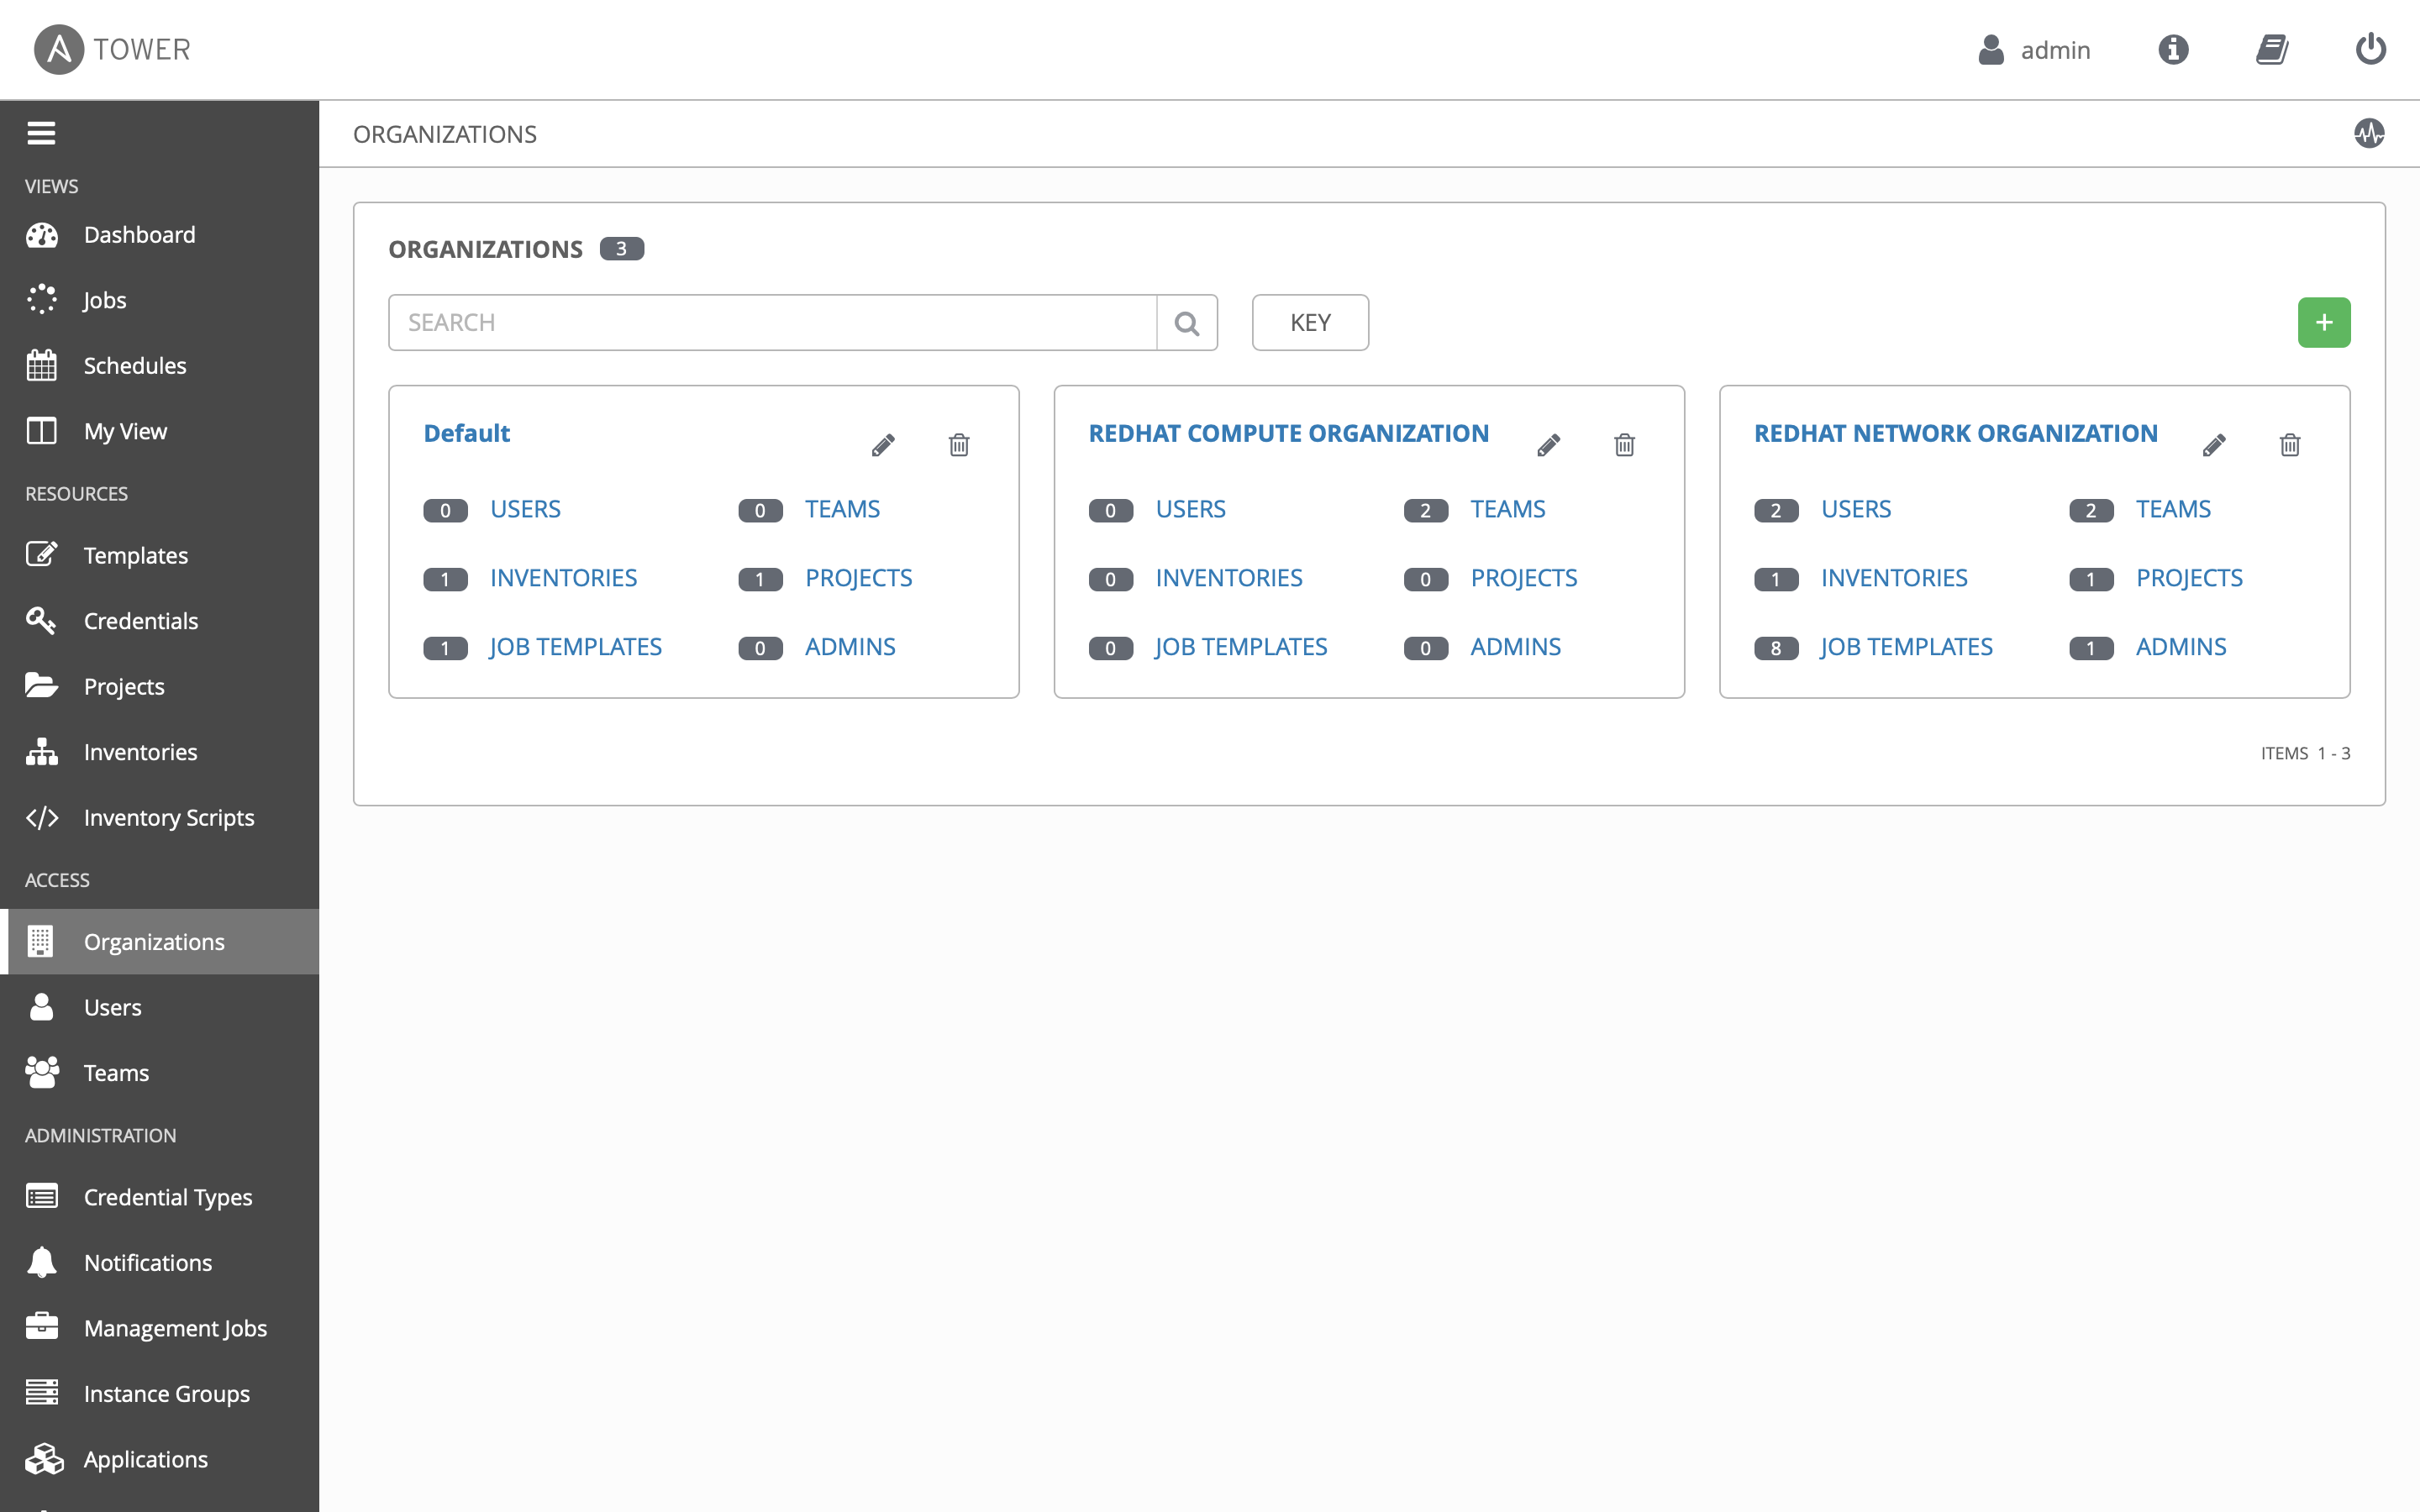 TOWER
admin
ORGANIZATIONS
VIEWS
Dashboard
Jobs
Schedules
My View
RESOURCES
Templates
Credentials
Projects
Inventories
Inventory Scripts
ACCESS
Organizations
Users
Teams
ADMINISTRATION
Credential Types
Notifications
Management Jobs
Instance Groups
Applications
ORGANIZATIONS 3
SEARCH KEY +
Default
0 USERS 0 TEAMS
1 INVENTORIES 1 PROJECTS
1 JOB TEMPLATES 0 ADMINS
REDHAT COMPUTE ORGANIZATION
0 USERS 2 TEAMS
0 INVENTORIES 0 PROJECTS
0 JOB TEMPLATES 0 ADMINS
REDHAT NETWORK ORGANIZATION
2 USERS 2 TEAMS
1 INVENTORIES 1 PROJECTS
8 JOB TEMPLATES 1 ADMINS
ITEMS 1 - 3